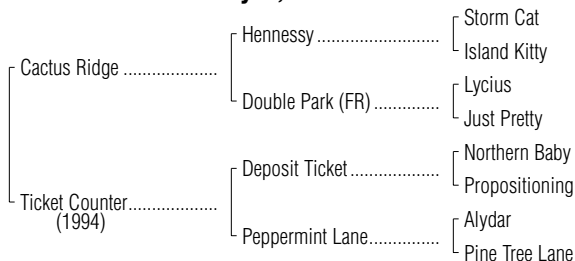 Storm Cat
Hennessy
Island Kitty
Cactus Ridge
Lycius
Double Park (FR)
Just Pretty
Northern Baby
Deposit Ticket
Propositioning
Ticket Counter
(1994)
Alydar
Peppermint Lane
Pine Tree Lane